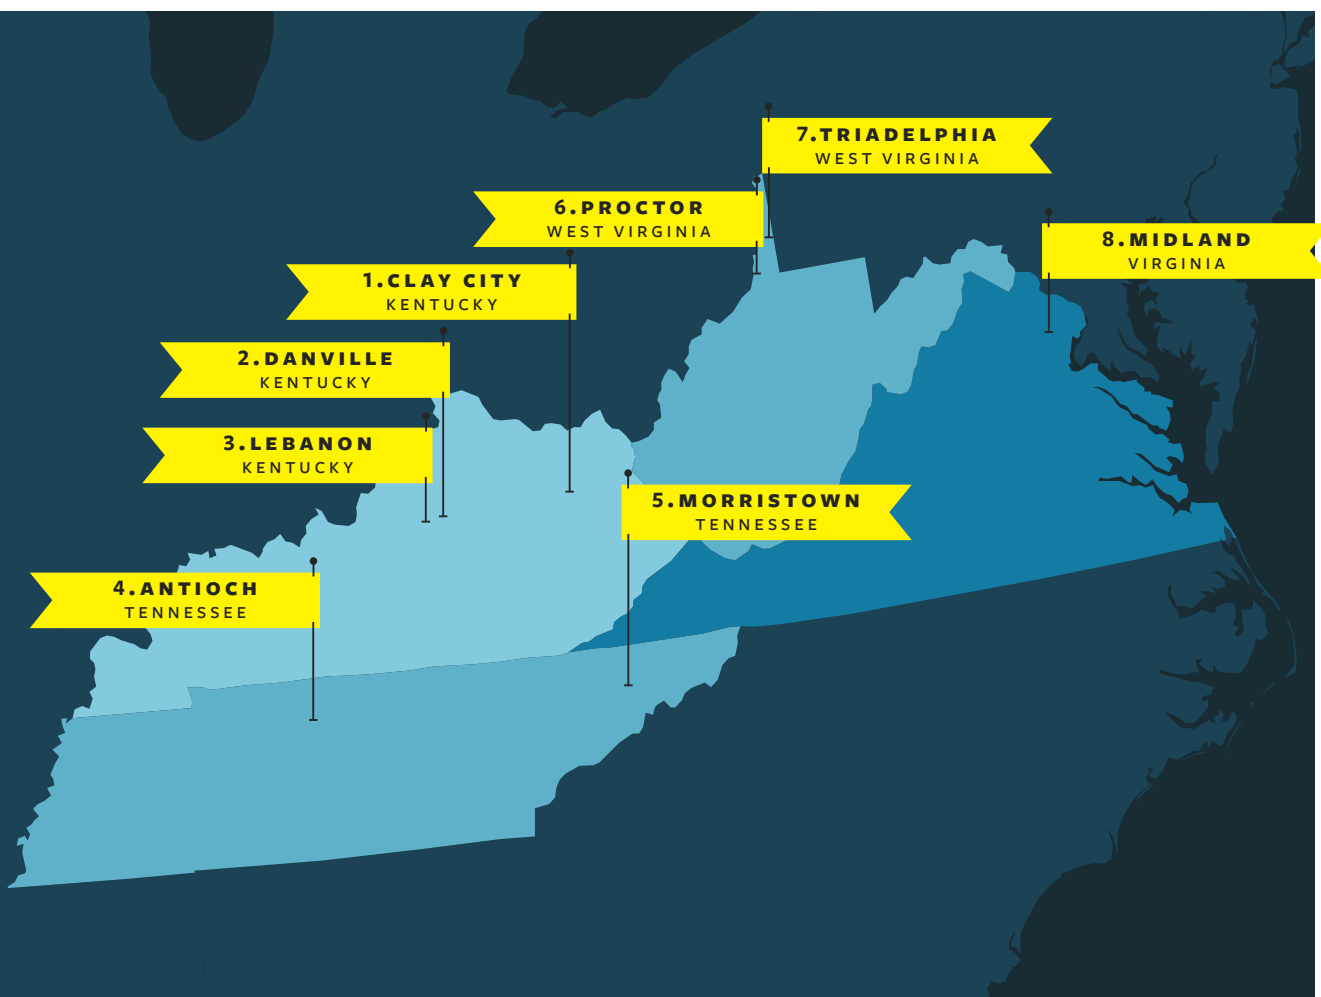 7.TRIADELPHIA
WEST VIRGINIA
6.PROCTOR
WEST VIRGINIA
8.MIDLAND
VIRGINIA
1.CLAY CITY
KENTUCKY
2.DANVILLE
KENTUCKY
3.LEBANON
KENTUCKY
5.MORRISTOWN
TENNESSEE
4.ANTIOCH
TENNESSEE